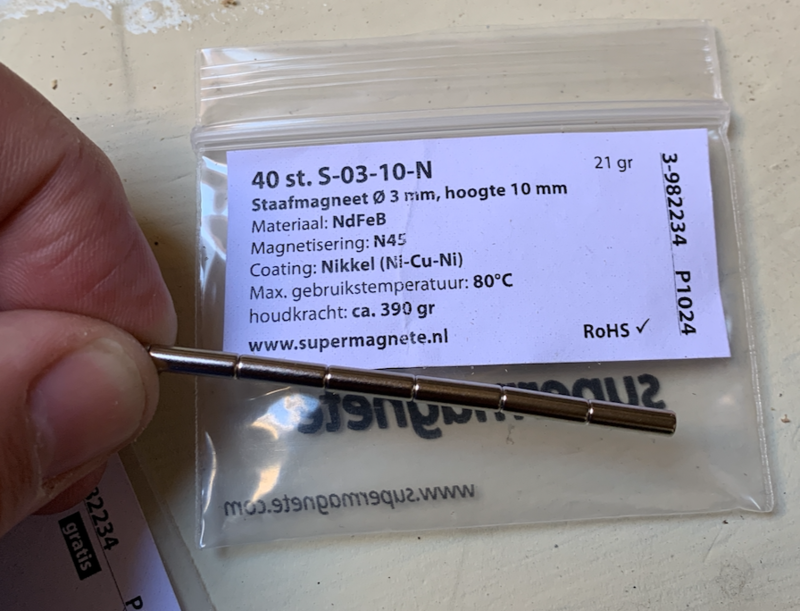 40 st. S-03-10-N
21 gr
Staafmagneet Ø 3 mm, hoogte 10 mm
Materiaal: NdFeB
Magnetisering: N45
Coating: Nikkel (Ni-Cu-Ni)
Max. gebruikstemperatuur: 80°C
houdkracht: ca. 390 gr
www.supermagnete.nl
RoHS ✓
3-982234 P1024
supermagnete
www.supermagnete.com
2234
gratis
P